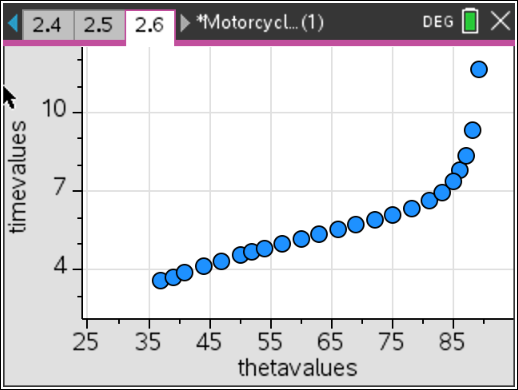 2.4 2.5 2.6 *Motorcycl...(1) DEG
timevalues
10
7
4
25 35 45 55 65 75 85
thetavalues